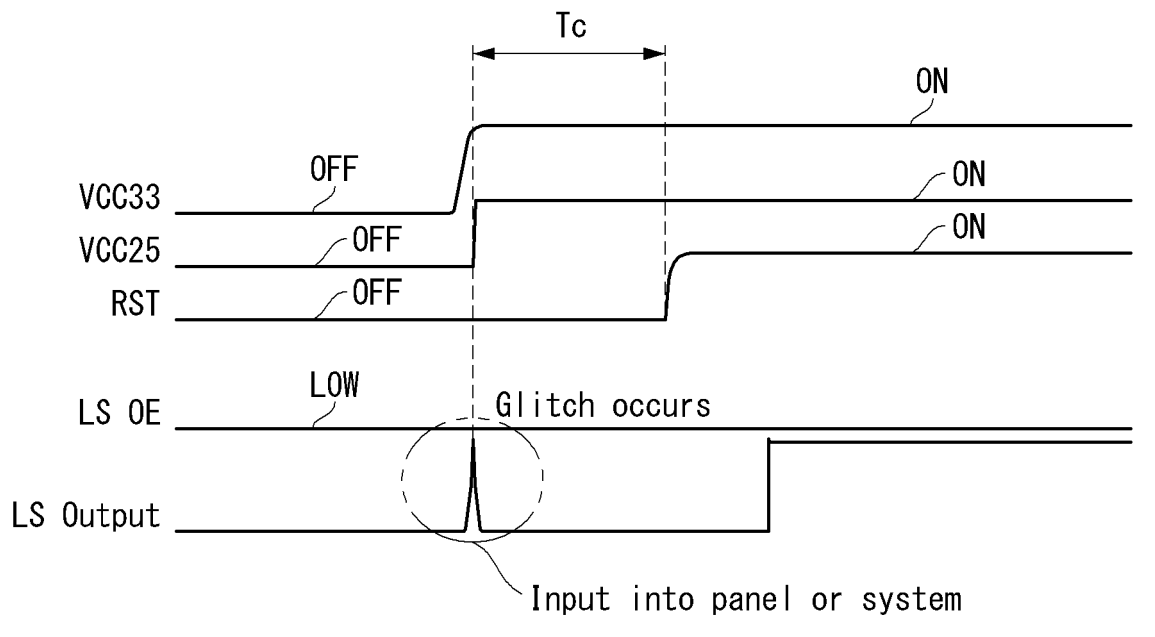 Tc
ON
OFF
VCC33
ON
OFF
VCC25
ON
OFF
RST
LOW
LS OE
Glitch occurs
LS Output
Input into panel or system